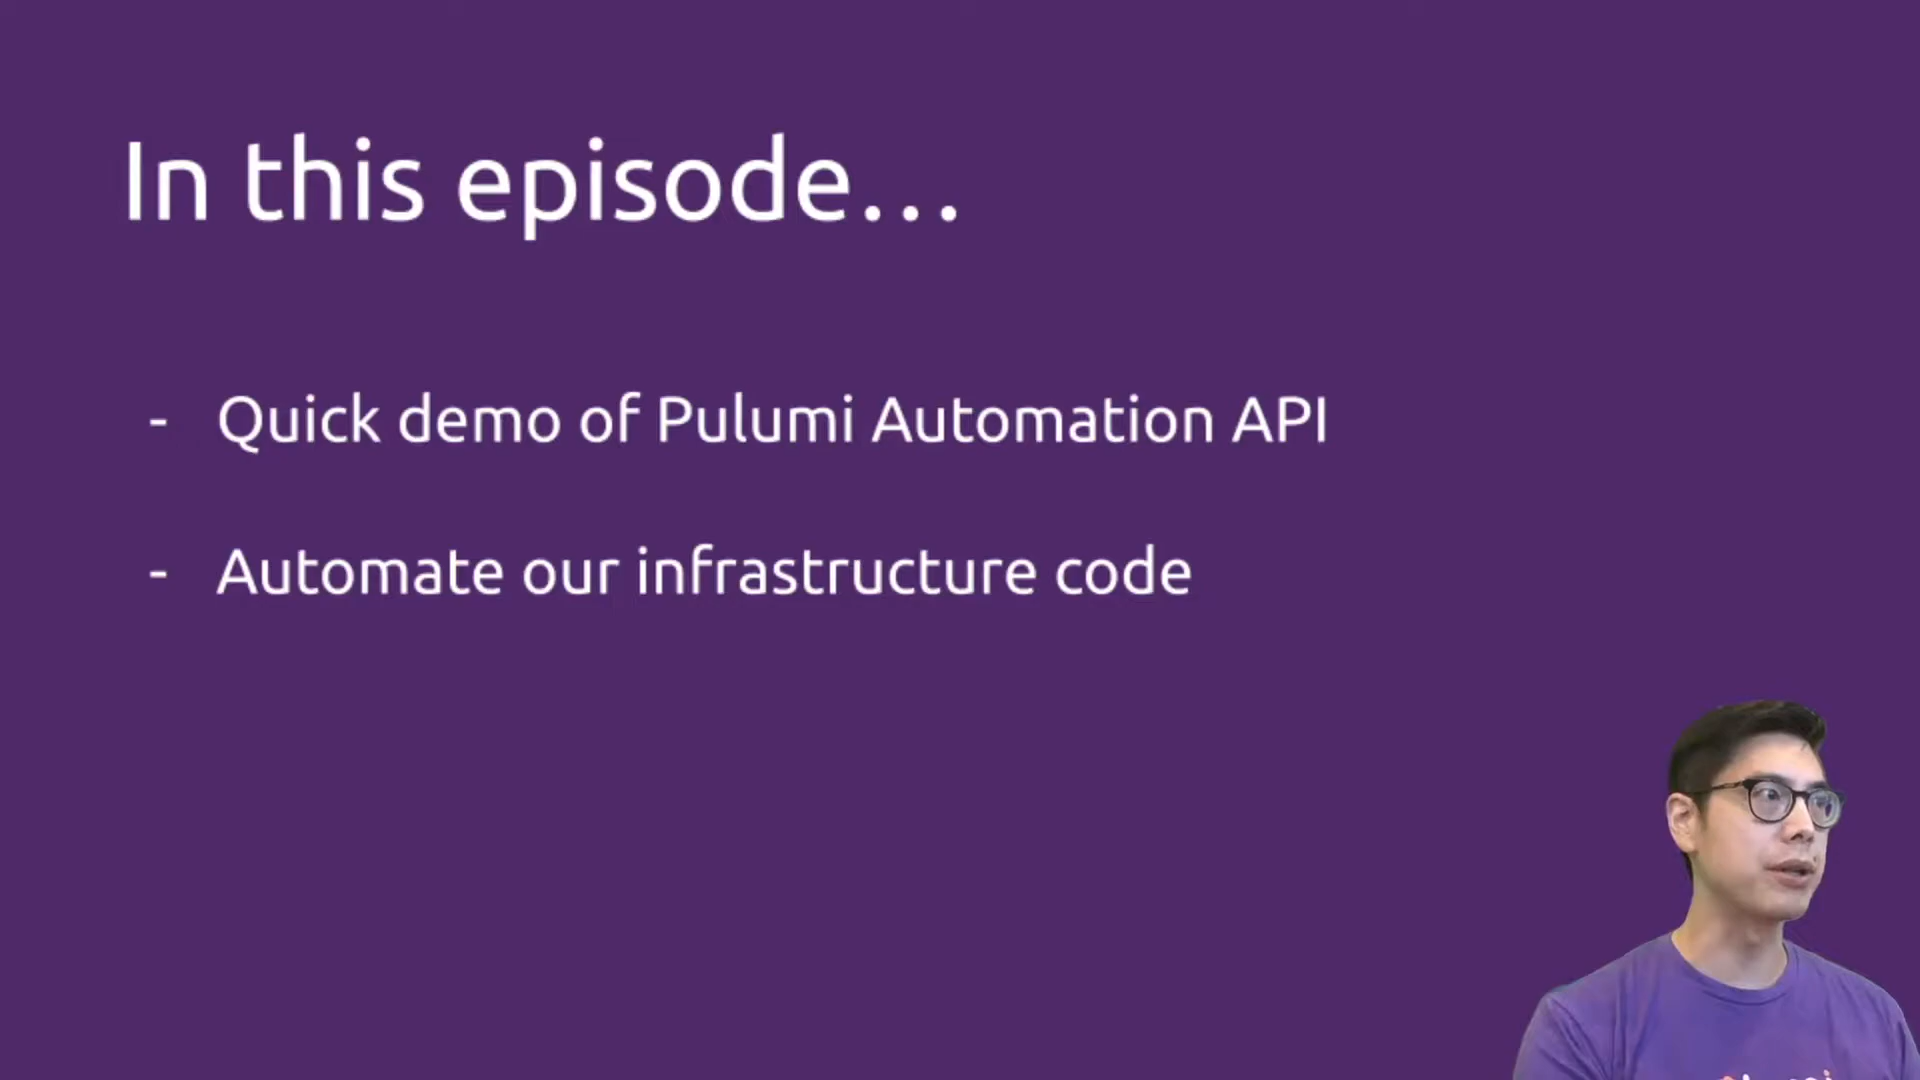 In this episode...
- Quick demo of Pulumi Automation API
- Automate our infrastructure code